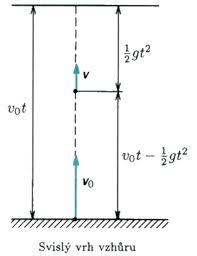 ½gt²
v
v₀t
v₀t − ½gt²
v₀
Svislý vrh vzhůru